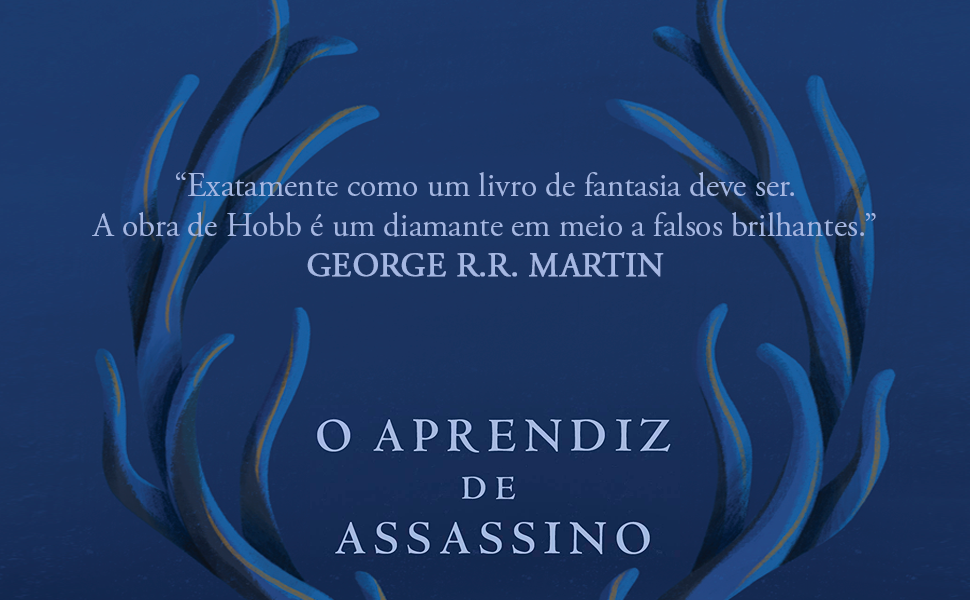 “Exatamente como um livro de fantasia deve ser.
A obra de Hobb é um diamante em meio a falsos brilhantes.”
GEORGE R.R. MARTIN
O APRENDIZ
DE
ASSASSINO